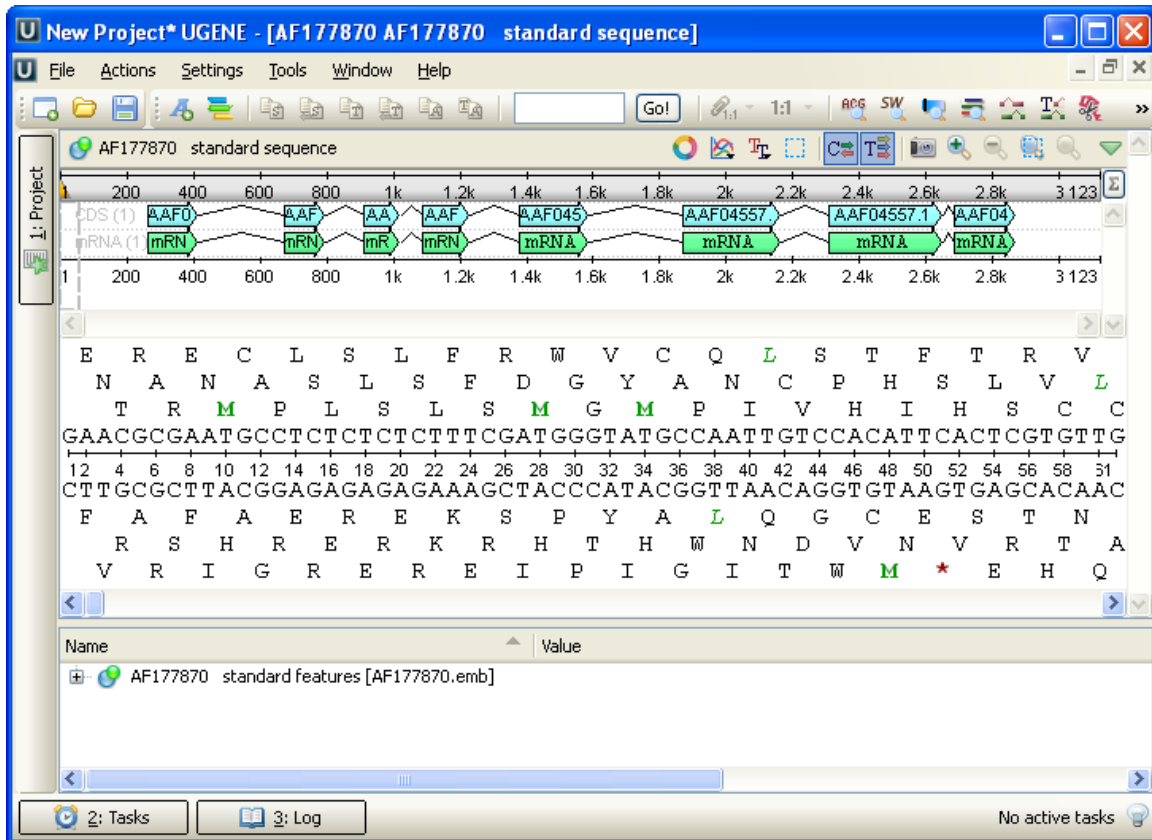 New Project* UGENE - [AF177870 AF177870 standard sequence]
File Actions Settings Tools Window Help
Go! 1:1 ACG SW »
1: Project
AF177870 standard sequence
200 400 600 800 1k 1.2k 1.4k 1.6k 1.8k 2k 2.2k 2.4k 2.6k 2.8k 3 123
CDS (1) AAF0 AAF AA AAF AAF045 AAF04557. AAF04557.1 AAF04
mRNA (1) mRN mRN mR mRN mRNA mRNA mRNA mRNA
1 200 400 600 800 1k 1.2k 1.4k 1.6k 1.8k 2k 2.2k 2.4k 2.6k 2.8k 3 123
E R E C L S L F R W V C Q L S T F T R V
N A N A S L S F D G Y A N C P H S L V L
T R M P L S L S M G M P I V H I H S C C
GAACGCGAATGCCTCTCTCTCTTTCGATGGGTATGCCAATTGTCCACATTCACTCGTGTTG
12 4 6 8 10 12 14 16 18 20 22 24 26 28 30 32 34 36 38 40 42 44 46 48 50 52 54 56 58 61
CTTGCGCTTACGGAGAGAGAGAAAGCTACCCATACGGTTAACAGGTGTAAGTGAGCACAAC
F A F A E R E K S P Y A L Q G C E S T N
R S H R E R K R H T H W N D V N V R T A
V R I G R E R E I P I G I T W M * E H Q
Name Value
AF177870 standard features [AF177870.emb]
2: Tasks 3: Log No active tasks